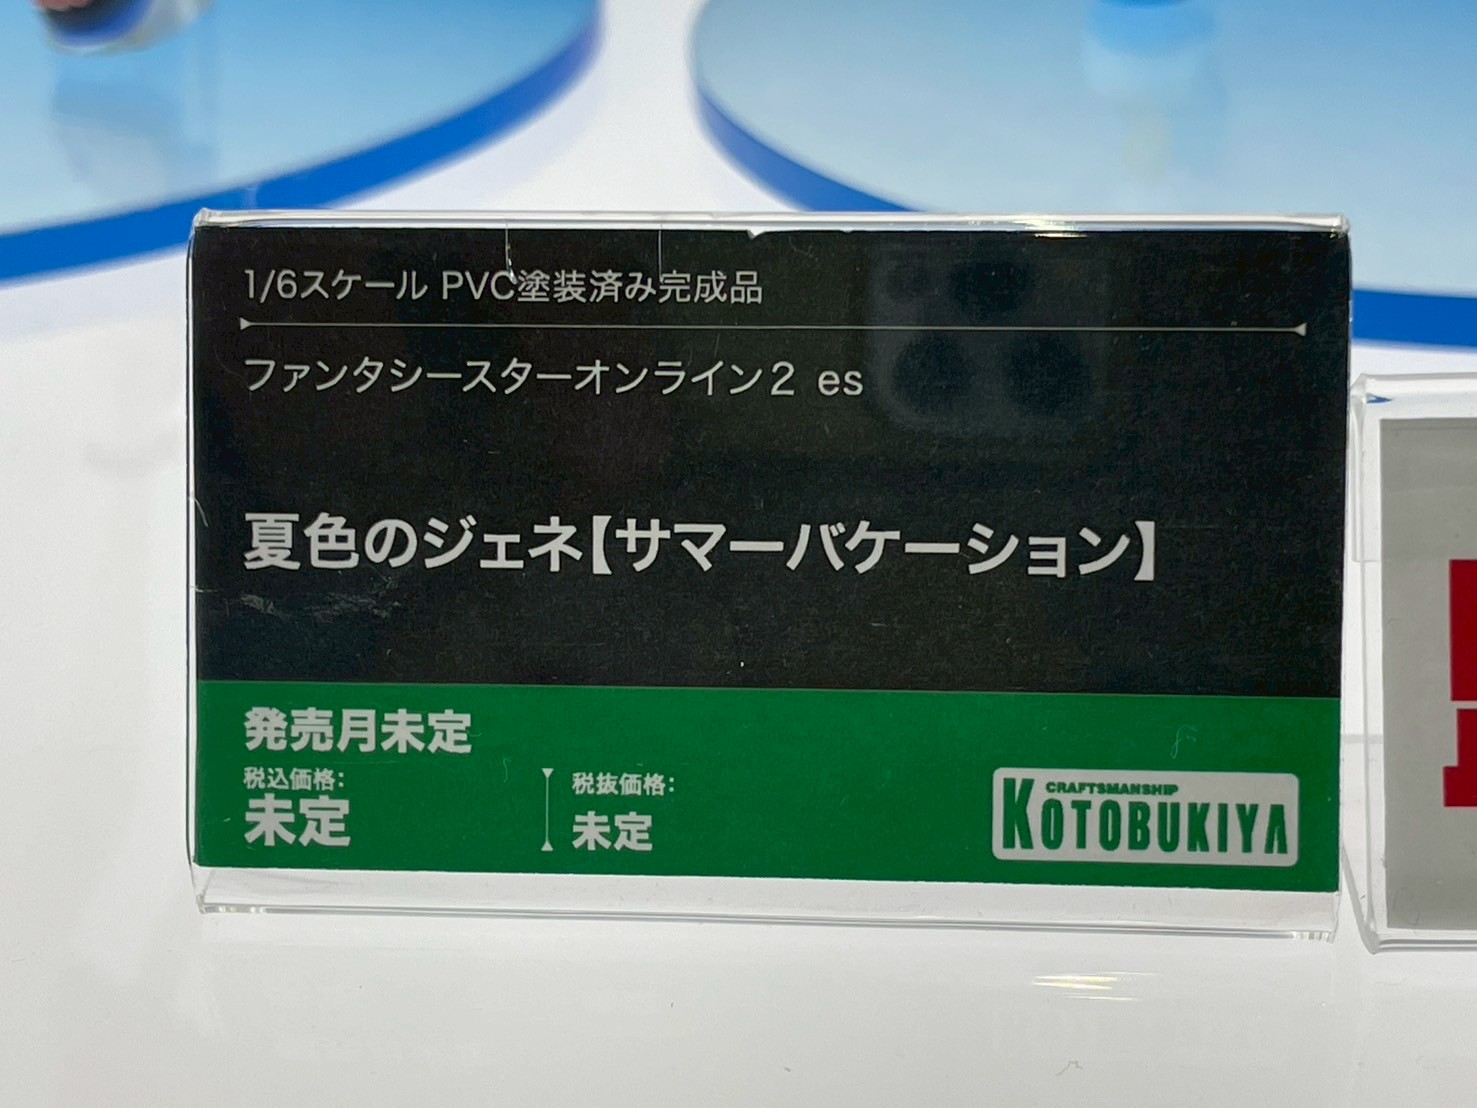 1/6スケール PVC塗装済み完成品
ファンタシースターオンライン2 es
夏色のジェネ【サマーバケーション】
発売月未定
税込価格:
未定
税抜価格:
未定
CRAFTSMANSHIP
KOTOBUKIYA